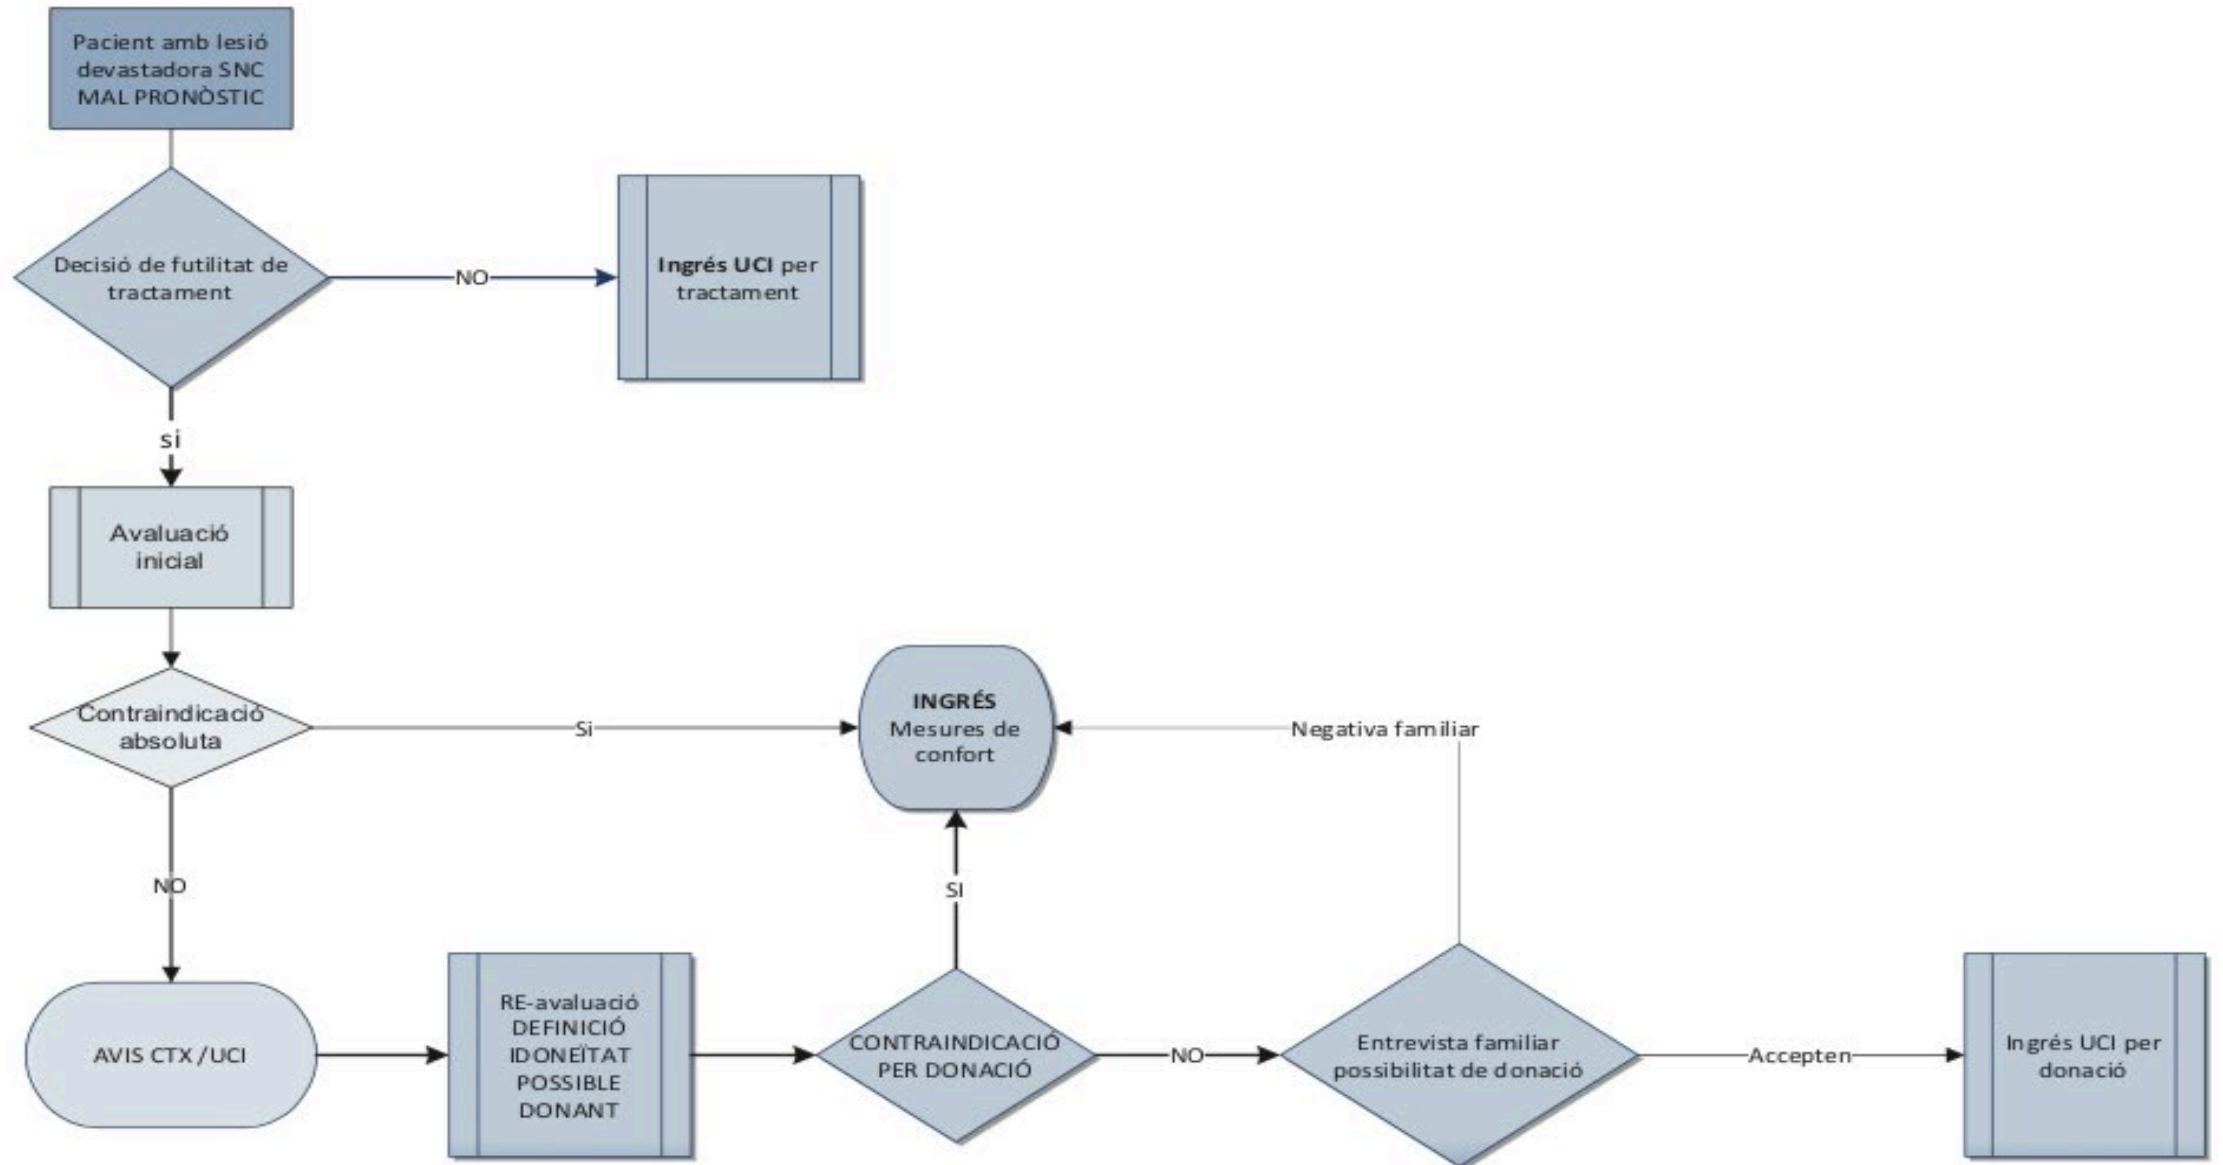 Pacient amb lesió
devastadora SNC
MAL PRONÒSTIC
Decisió de futilitat de
tractament
NO
Ingrés UCI per
tractament
si
Avaluació
inicial
Contraindicació
absoluta
Si
INGRÉS
Mesures de
confort
Negativa familiar
NO
SI
AVIS CTX /UCI
RE-avaluació
DEFINICIÓ
IDONEÏTAT
POSSIBLE
DONANT
CONTRAINDICACIÓ
PER DONACIÓ
NO
Entrevista familiar
possibilitat de donació
Accepten
Ingrés UCI per
donació